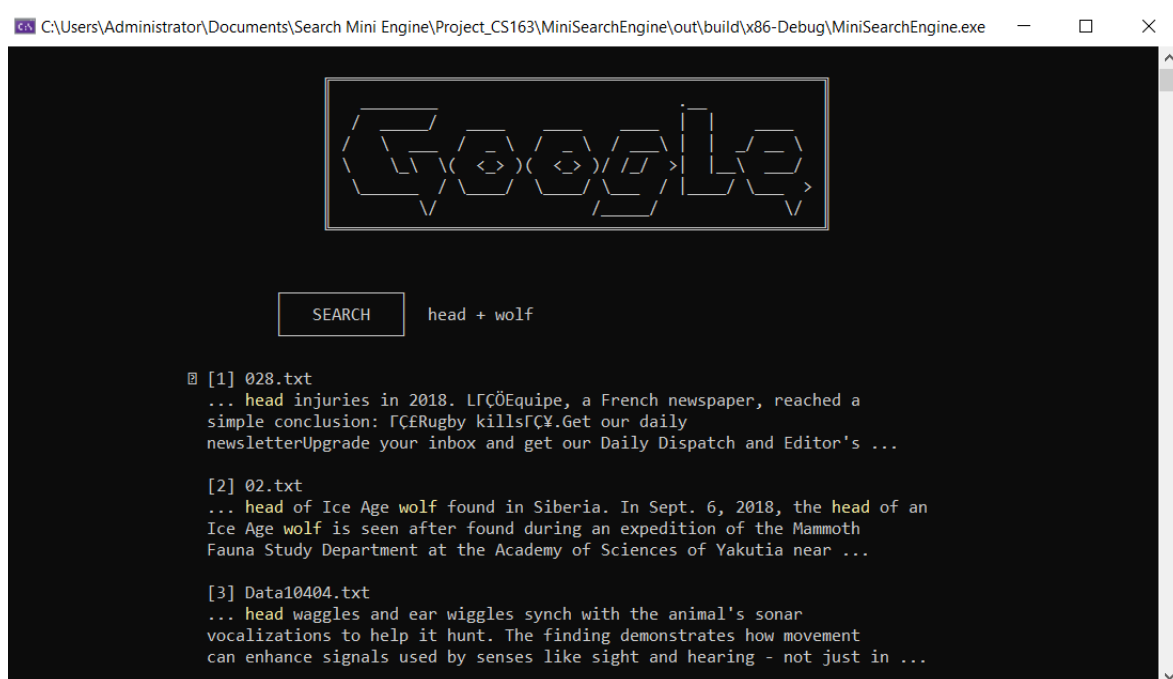 C:\Users\Administrator\Documents\Search Mini Engine\Project_CS163\MiniSearchEngine\out\build\x86-Debug\MiniSearchEngine.exe
Google
SEARCH head + wolf
[1] 028.txt
... head injuries in 2018. LΓÇÖEquipe, a French newspaper, reached a
simple conclusion: ΓÇ£Rugby killsΓÇ¥.Get our daily
newsletterUpgrade your inbox and get our Daily Dispatch and Editor's ...
[2] 02.txt
... head of Ice Age wolf found in Siberia. In Sept. 6, 2018, the head of an
Ice Age wolf is seen after found during an expedition of the Mammoth
Fauna Study Department at the Academy of Sciences of Yakutia near ...
[3] Data10404.txt
... head waggles and ear wiggles synch with the animal's sonar
vocalizations to help it hunt. The finding demonstrates how movement
can enhance signals used by senses like sight and hearing - not just in ...